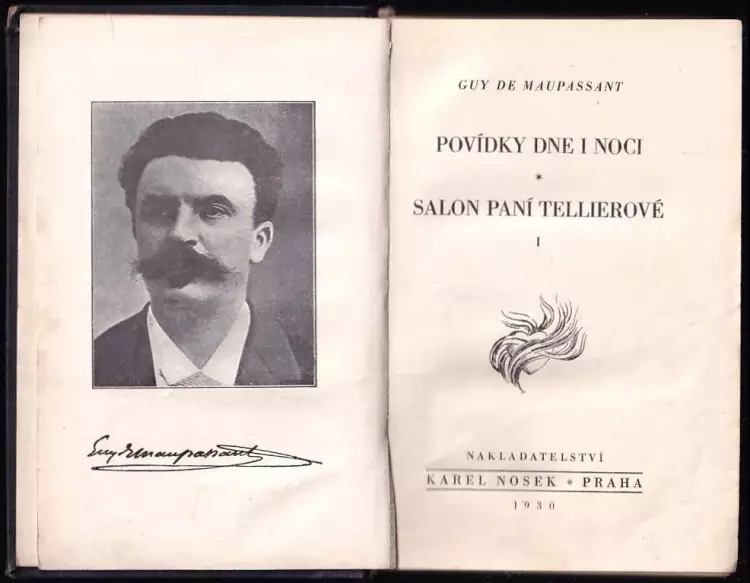 Guy de Maupassant
GUY DE MAUPASSANT
POVÍDKY DNE I NOCI
*
SALON PANÍ TELLIEROVÉ
I
NAKLADATELSTVÍ
KAREL NOSEK * PRAHA
1930